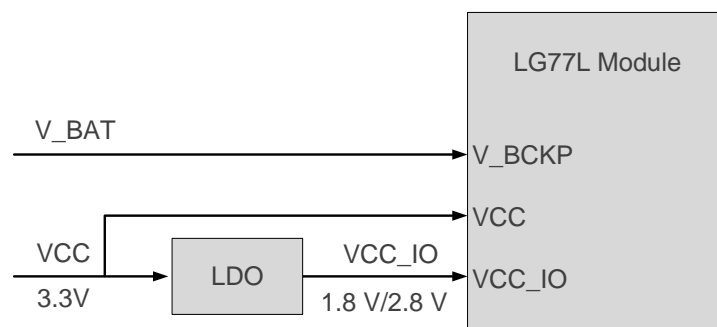 LG77L Module
V_BAT
V_BCKP
VCC
VCC
LDO
VCC_IO
VCC_IO
3.3V
1.8 V/2.8 V